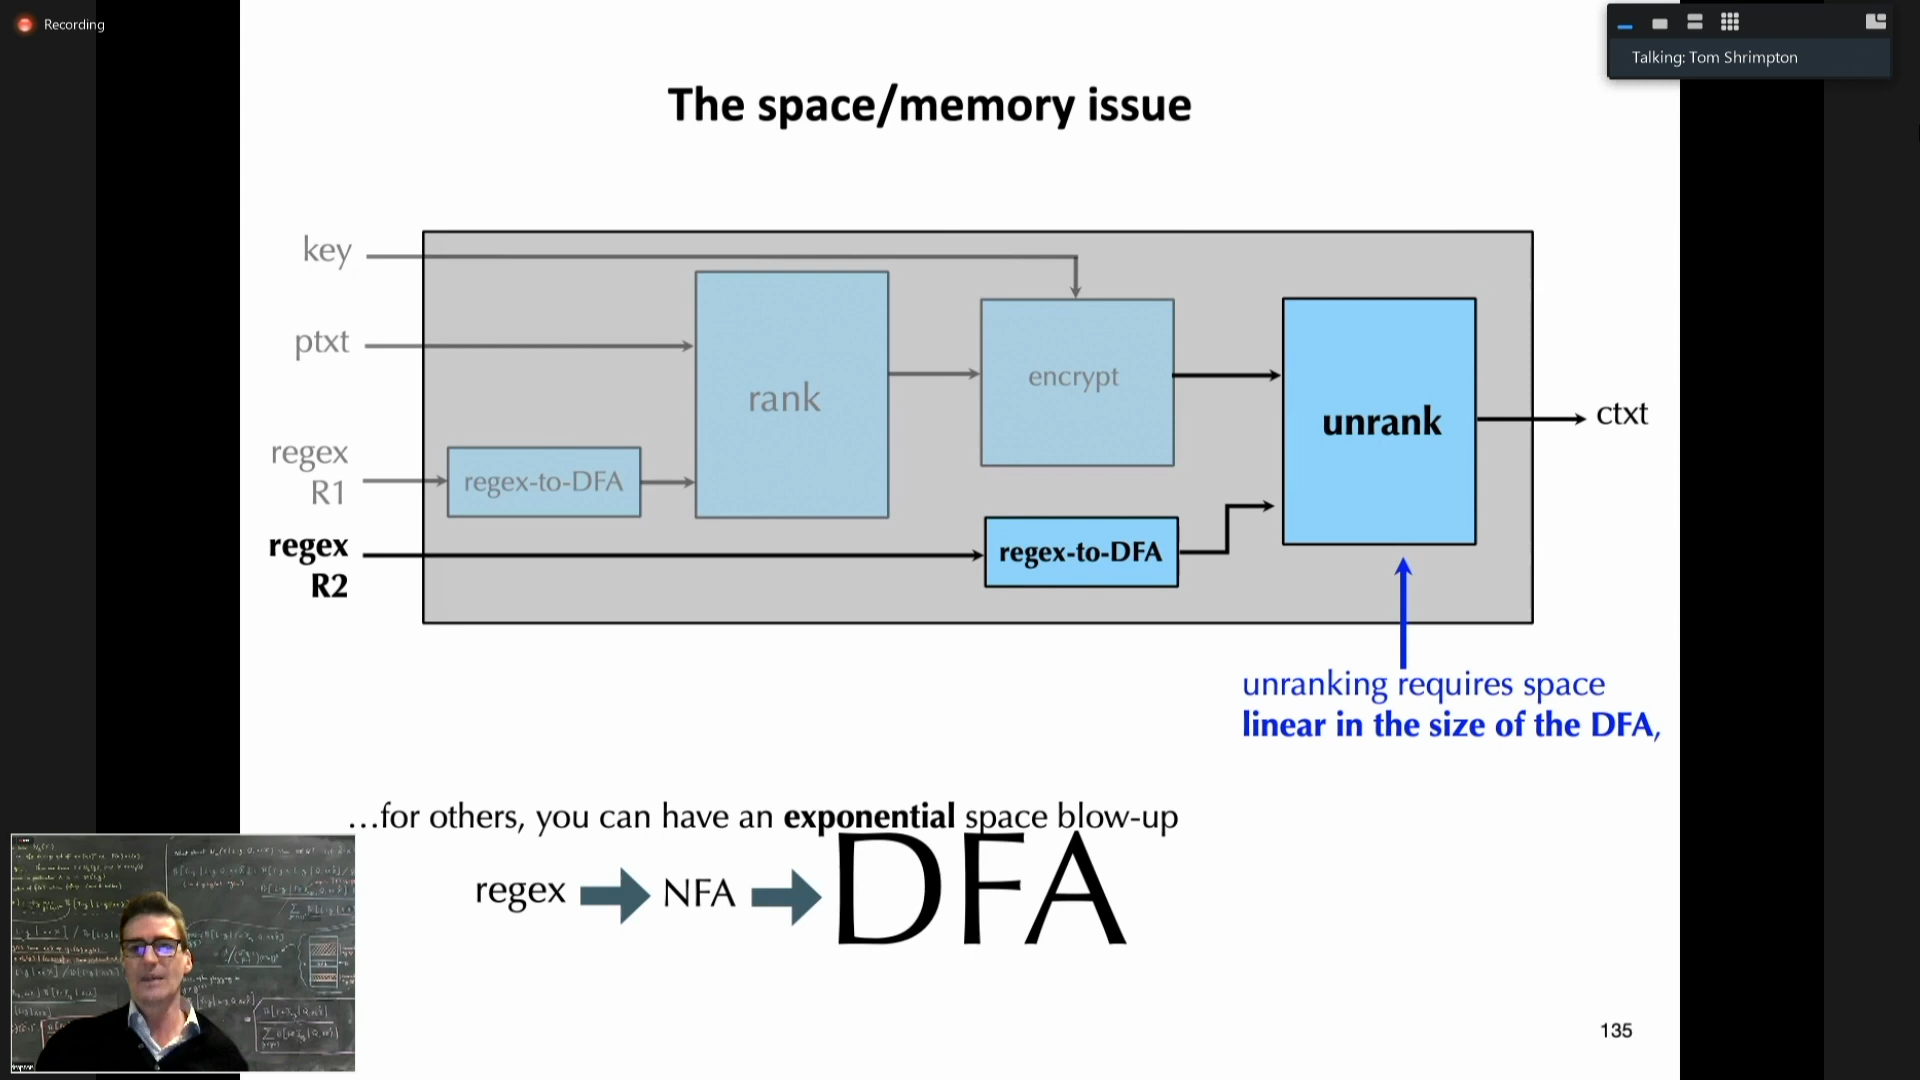 Recording
Talking: Tom Shrimpton
The space/memory issue
key
ptxt
rank
encrypt
unrank
ctxt
regex
R1
regex-to-DFA
regex
R2
regex-to-DFA
unranking requires space
linear in the size of the DFA,
…for others, you can have an exponential space blow-up
regex NFA DFA
135